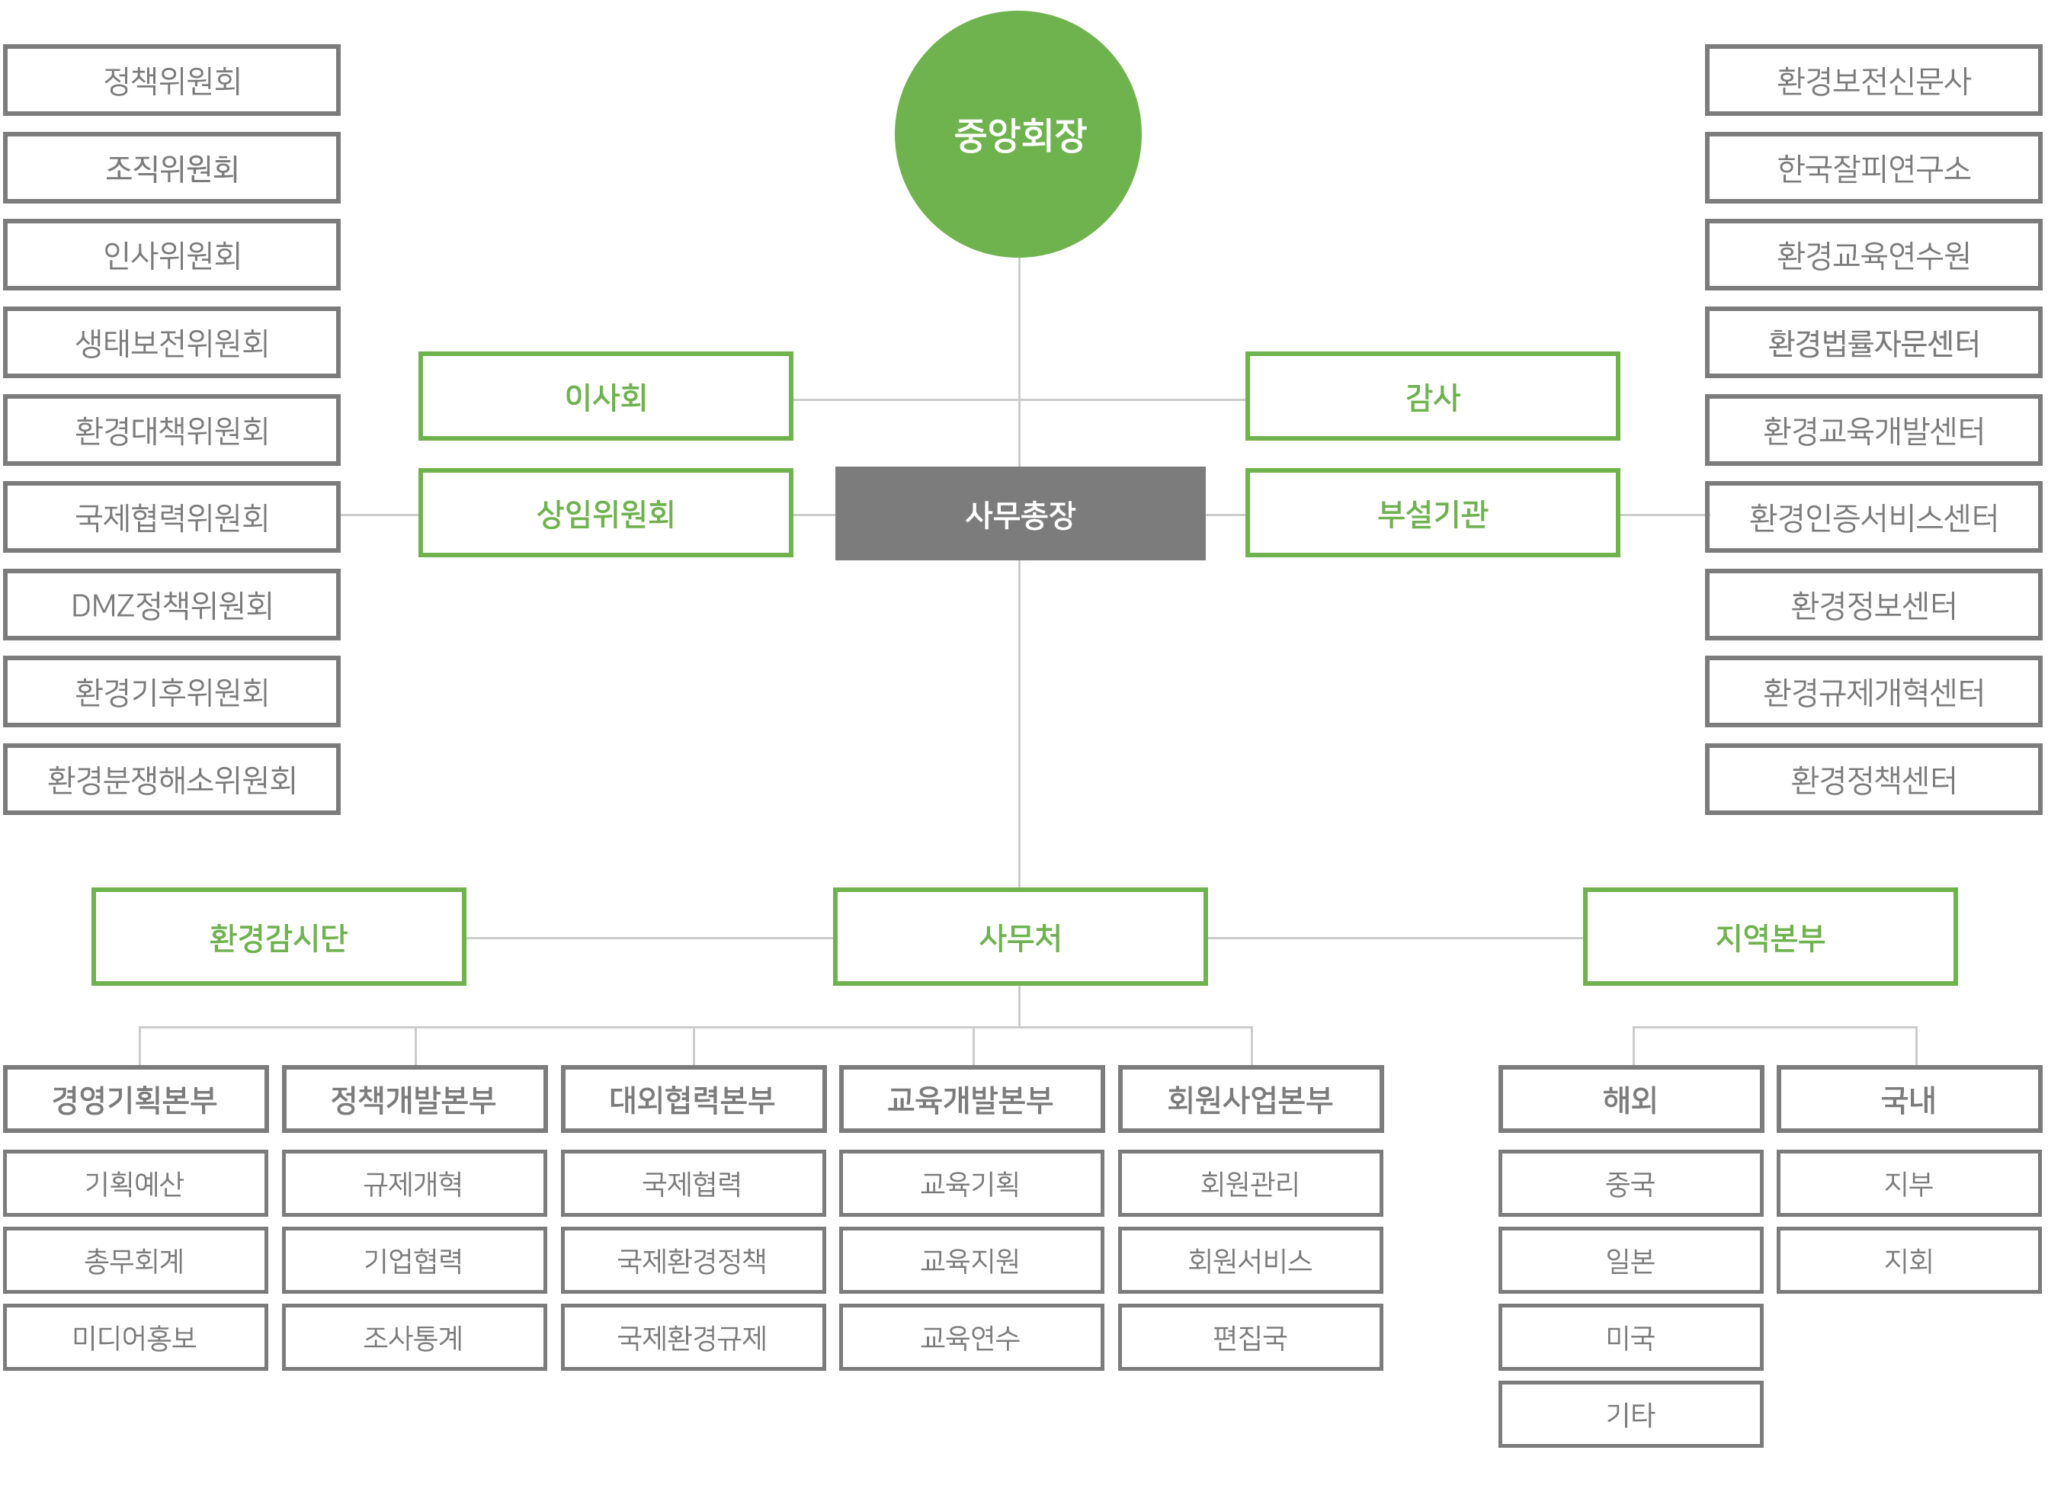 중앙회장
정책위원회
조직위원회
인사위원회
생태보전위원회
환경대책위원회
국제협력위원회
DMZ정책위원회
환경기후위원회
환경분쟁해소위원회
이사회
감사
상임위원회
사무총장
부설기관
환경보전신문사
한국잘피연구소
환경교육연수원
환경법률자문센터
환경교육개발센터
환경인증서비스센터
환경정보센터
환경규제개혁센터
환경정책센터
환경감시단
사무처
지역본부
경영기획본부
기획예산
총무회계
미디어홍보
정책개발본부
규제개혁
기업협력
조사통계
대외협력본부
국제협력
국제환경정책
국제환경규제
교육개발본부
교육기획
교육지원
교육연수
회원사업본부
회원관리
회원서비스
편집국
해외
중국
일본
미국
기타
국내
지부
지회